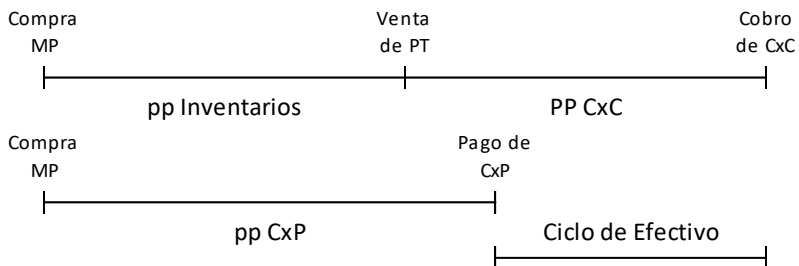 Compra Venta Cobro
MP de PT de CxC
pp Inventarios PP CxC
Compra Pago de
MP CxP
pp CxP Ciclo de Efectivo